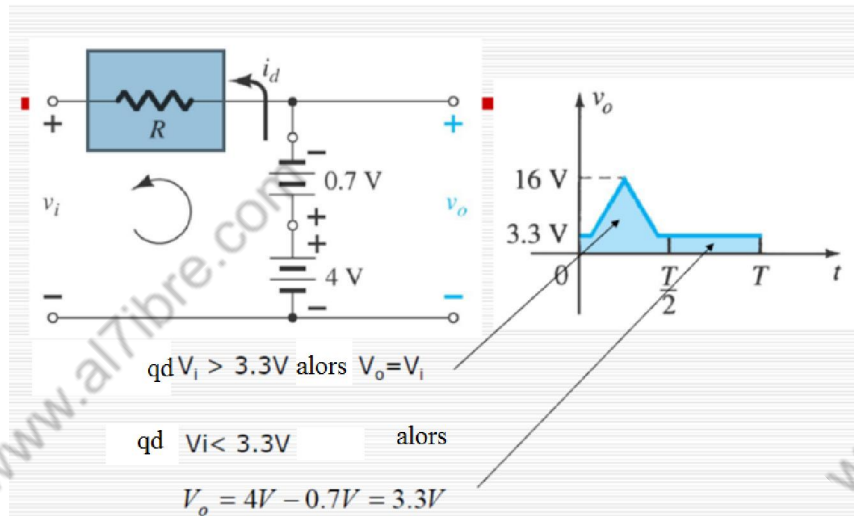 i_d
R
+
+
−
0.7 V
v_i
v_o
+
+
4 V
−
−
−
v_o
16 V
3.3 V
0
T/2
T
t
qd V_i > 3.3V alors V_o=V_i
qd Vi< 3.3V alors
V_o = 4V − 0.7V = 3.3V
www.al7ibre.com
w